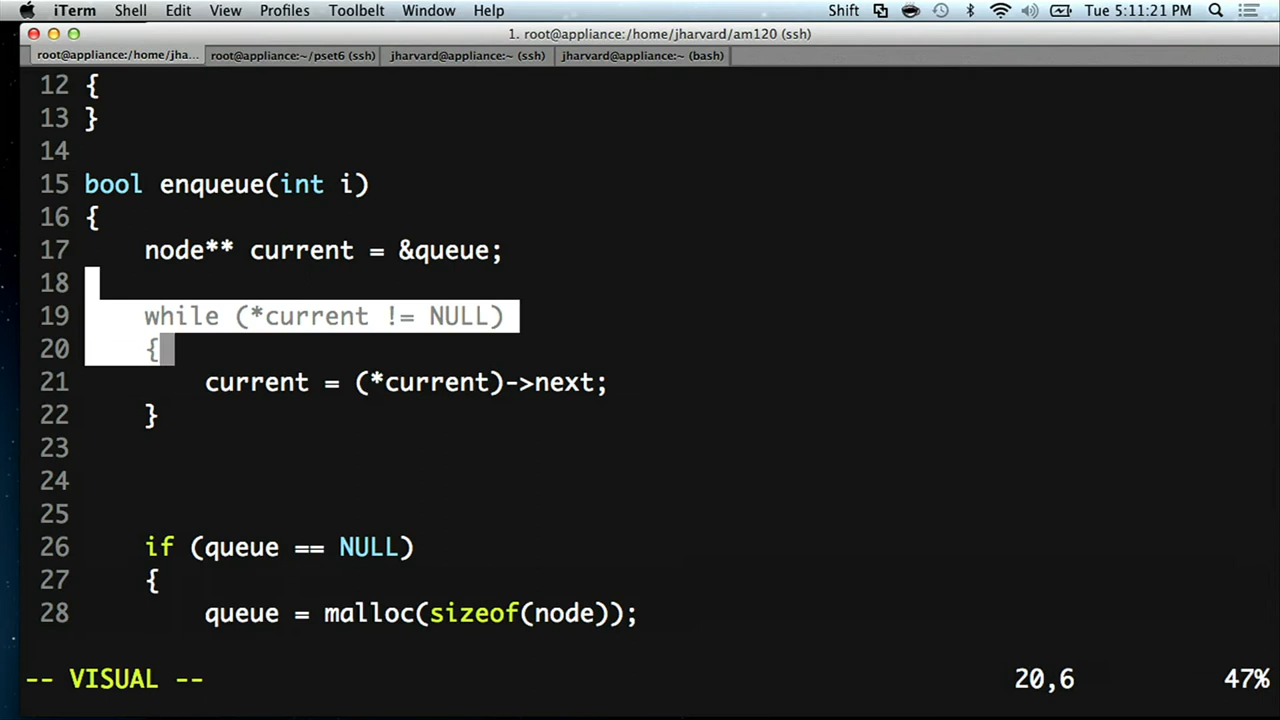 iTerm Shell Edit View Profiles Toolbelt Window Help Shift Tue 5:11:21 PM
1. root@appliance:/home/jharvard/am120 (ssh)
root@appliance:/home/jha... root@appliance:~/pset6 (ssh) jharvard@appliance:~ (ssh) jharvard@appliance:~ (bash)
12 {
13 }
14
15 bool enqueue(int i)
16 {
17     node** current = &queue;
18
19     while (*current != NULL)
20     {
21         current = (*current)->next;
22     }
23
24
25
26     if (queue == NULL)
27     {
28         queue = malloc(sizeof(node));
-- VISUAL -- 20,6 47%